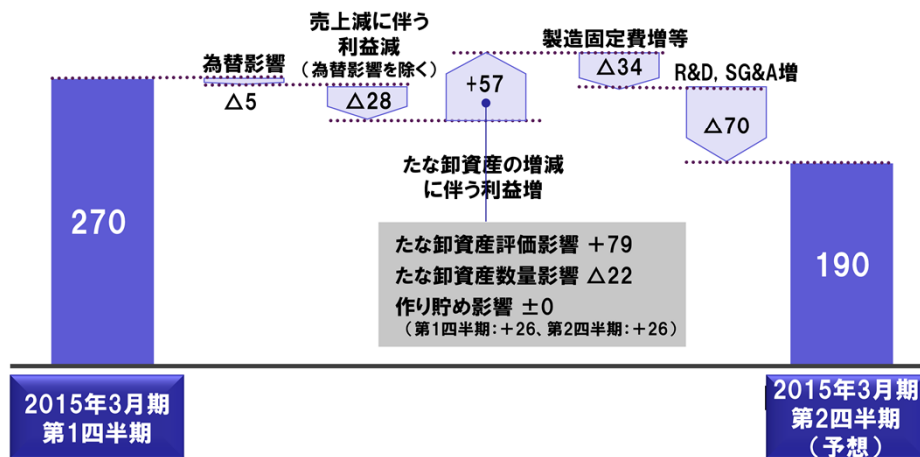 為替影響
△5
売上減に伴う
利益減
（為替影響を除く）
△28
+57
たな卸資産の増減
に伴う利益増
製造固定費増等
△34
R&D, SG&A増
△70
270
190
たな卸資産評価影響 +79
たな卸資産数量影響 △22
作り貯め影響 ±0
（第1四半期：+26、第2四半期：+26）
2015年3月期
第1四半期
2015年3月期
第2四半期
（予想）